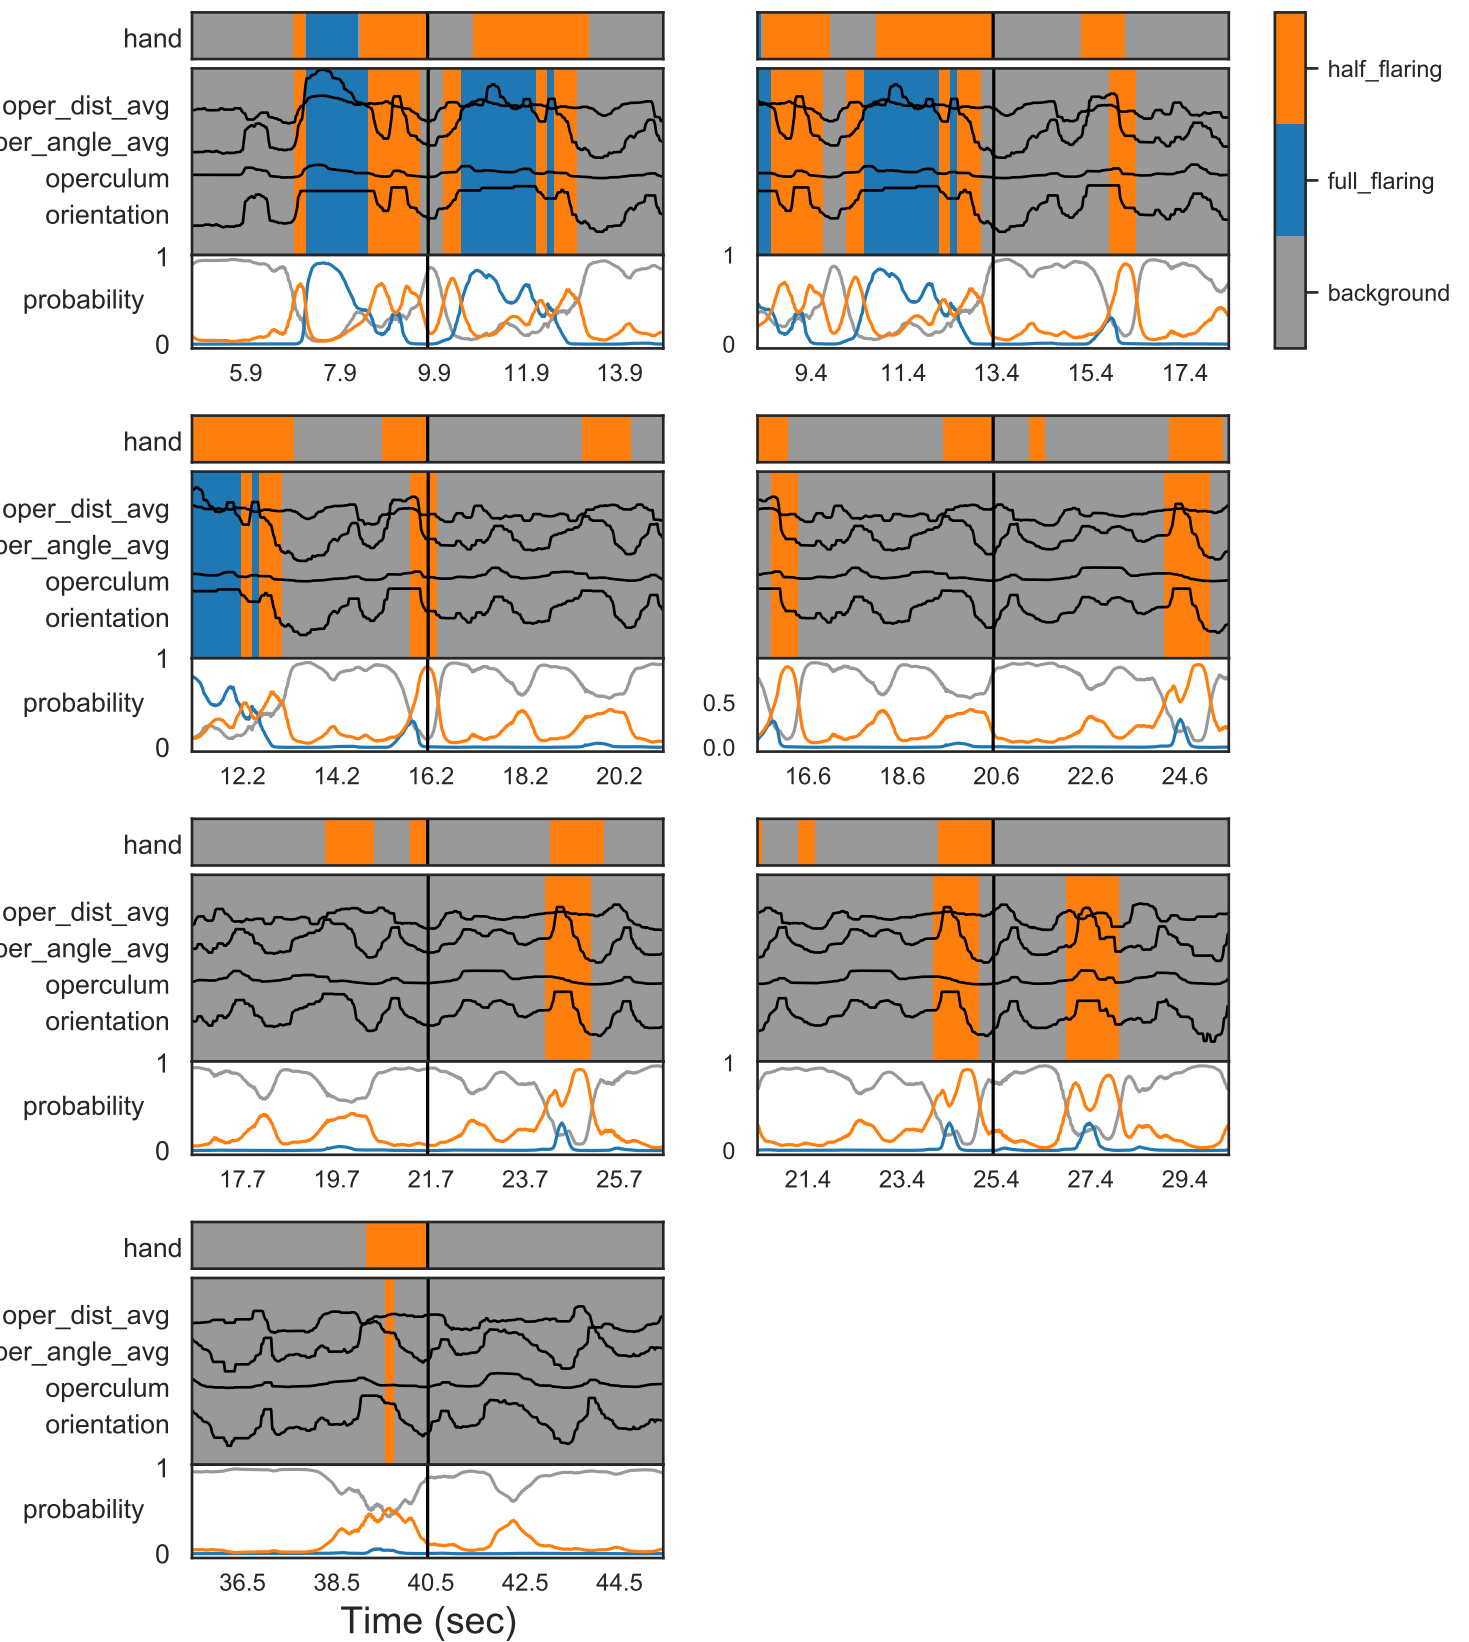 hand
oper_dist_avg
per_angle_avg
operculum
orientation
1
probability
0
5.9 7.9 9.9 11.9 13.9
1
0
9.4 11.4 13.4 15.4 17.4
half_flaring
full_flaring
background
hand
oper_dist_avg
per_angle_avg
operculum
orientation
1
probability
0
12.2 14.2 16.2 18.2 20.2
0.5
0.0
16.6 18.6 20.6 22.6 24.6
hand
oper_dist_avg
per_angle_avg
operculum
orientation
1
probability
0
17.7 19.7 21.7 23.7 25.7
1
0
21.4 23.4 25.4 27.4 29.4
hand
oper_dist_avg
per_angle_avg
operculum
orientation
1
probability
0
36.5 38.5 40.5 42.5 44.5
Time (sec)